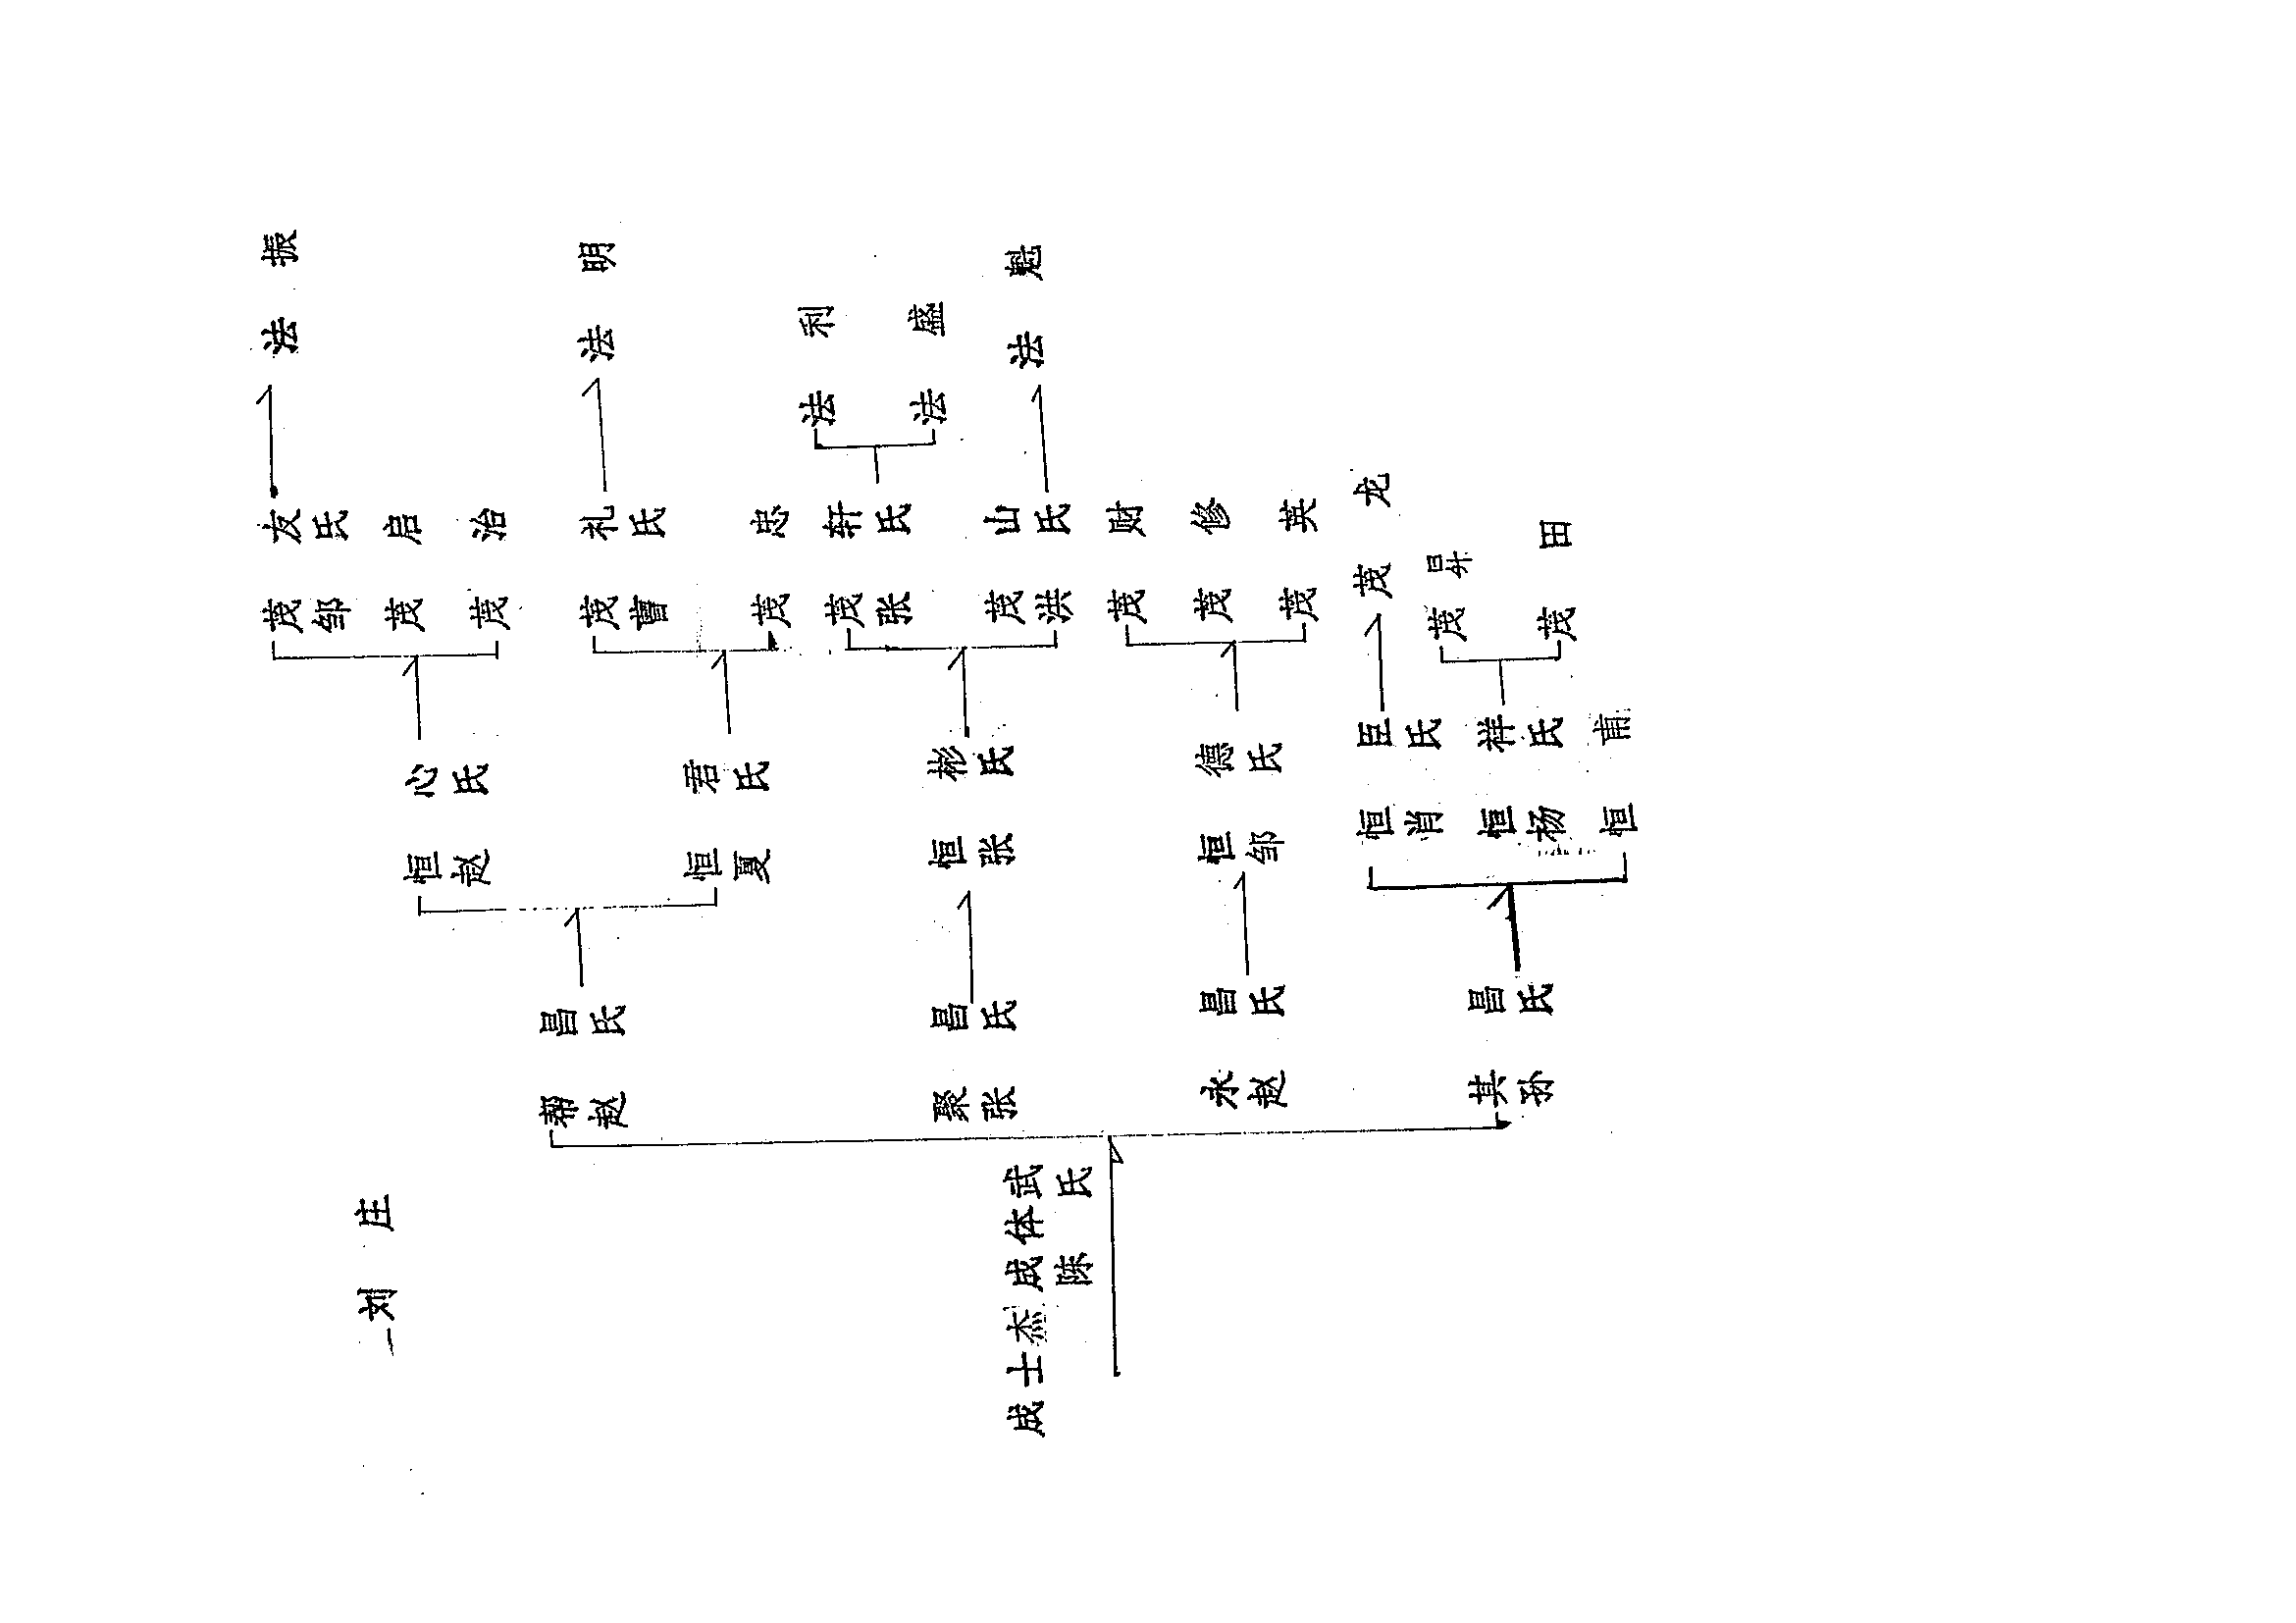 刘庄
成士杰成体武
陈氏
帮昌
赵氏
恒心
赵氏
茂友
邹氏
法振
茂启
茂治
恒君
夏氏
茂礼
曹氏
法明
茂忠
聚昌
张氏
恒彬
张氏
茂轩
张氏
法利
法盛
茂山
洪氏
法魁
永昌
赵氏
恒德
邹氏
茂财
茂修
茂英
其昌
孙氏
恒臣
肖氏
茂龙
恒祥
杨氏
茂昇
茂田
恒甫